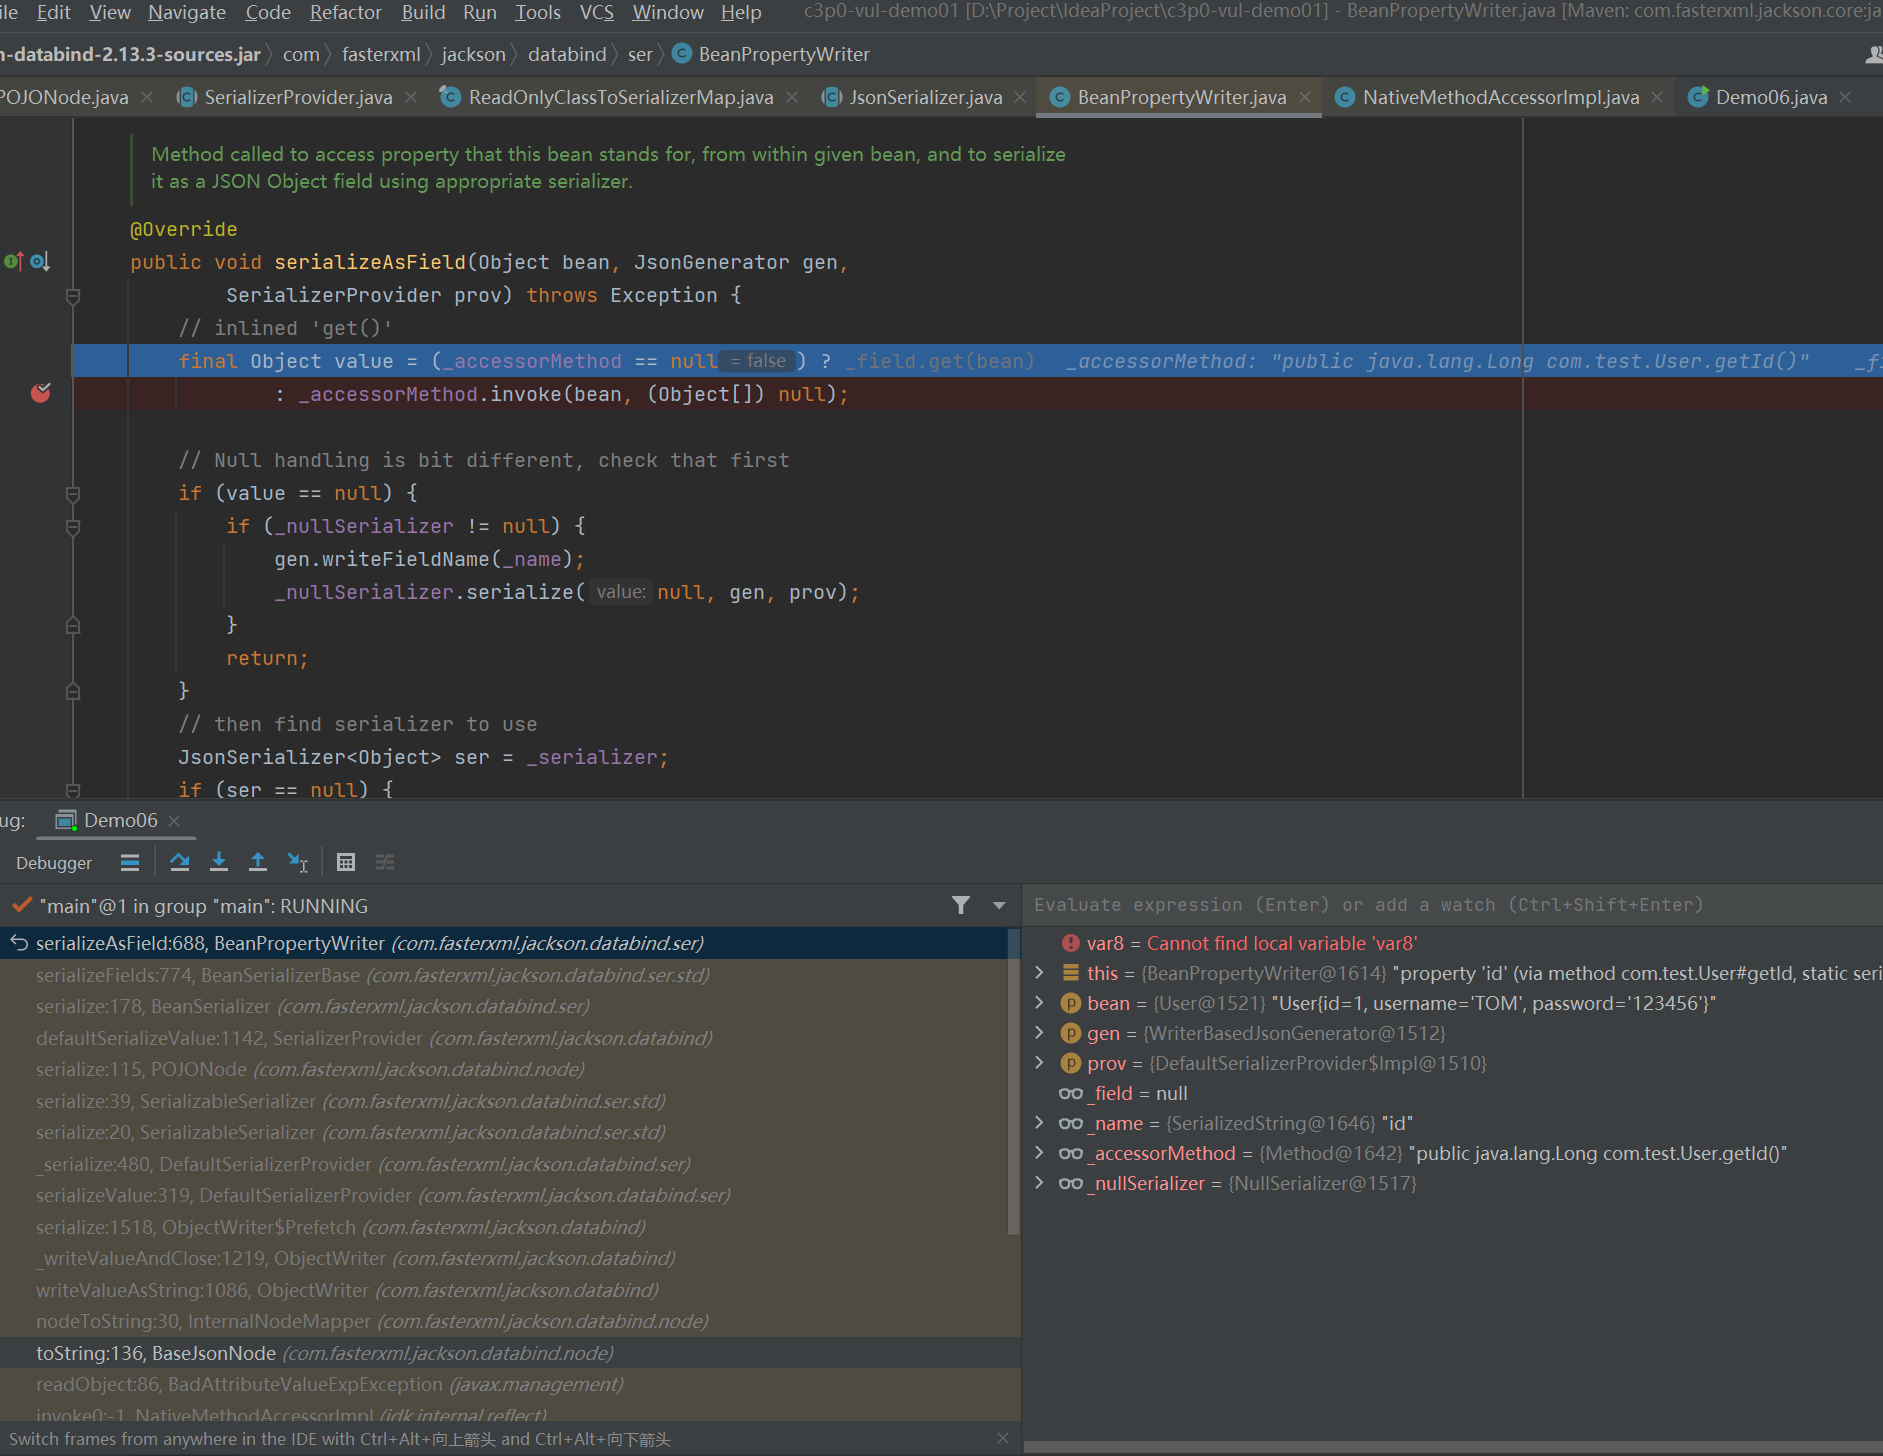 ile Edit View Navigate Code Refactor Build Run Tools VCS Window Help c3p0-vul-demo01 [D:\Project\IdeaProject\c3p0-vul-demo01] - BeanPropertyWriter.java [Maven: com.fasterxml.jackson.core:ja
n-databind-2.13.3-sources.jar com fasterxml jackson databind ser BeanPropertyWriter
POJONode.java SerializerProvider.java ReadOnlyClassToSerializerMap.java JsonSerializer.java BeanPropertyWriter.java NativeMethodAccessorImpl.java Demo06.java
Method called to access property that this bean stands for, from within given bean, and to serialize
it as a JSON Object field using appropriate serializer.
@Override
public void serializeAsField(Object bean, JsonGenerator gen,
SerializerProvider prov) throws Exception {
// inlined 'get()'
final Object value = (_accessorMethod == null = false ) ? _field.get(bean) _accessorMethod: "public java.lang.Long com.test.User.getId()" _fi
: _accessorMethod.invoke(bean, (Object[]) null);
// Null handling is bit different, check that first
if (value == null) {
if (_nullSerializer != null) {
gen.writeFieldName(_name);
_nullSerializer.serialize( value: null, gen, prov);
}
return;
}
// then find serializer to use
JsonSerializer<Object> ser = _serializer;
if (ser == null) {
ug: Demo06
Debugger
"main"@1 in group "main": RUNNING
serializeAsField:688, BeanPropertyWriter (com.fasterxml.jackson.databind.ser)
serializeFields:774, BeanSerializerBase (com.fasterxml.jackson.databind.ser.std)
serialize:178, BeanSerializer (com.fasterxml.jackson.databind.ser)
defaultSerializeValue:1142, SerializerProvider (com.fasterxml.jackson.databind)
serialize:115, POJONode (com.fasterxml.jackson.databind.node)
serialize:39, SerializableSerializer (com.fasterxml.jackson.databind.ser.std)
serialize:20, SerializableSerializer (com.fasterxml.jackson.databind.ser.std)
_serialize:480, DefaultSerializerProvider (com.fasterxml.jackson.databind.ser)
serializeValue:319, DefaultSerializerProvider (com.fasterxml.jackson.databind.ser)
serialize:1518, ObjectWriter$Prefetch (com.fasterxml.jackson.databind)
_writeValueAndClose:1219, ObjectWriter (com.fasterxml.jackson.databind)
writeValueAsString:1086, ObjectWriter (com.fasterxml.jackson.databind)
nodeToString:30, InternalNodeMapper (com.fasterxml.jackson.databind.node)
toString:136, BaseJsonNode (com.fasterxml.jackson.databind.node)
readObject:86, BadAttributeValueExpException (javax.management)
invoke0:-1, NativeMethodAccessorImpl (jdk.internal.reflect)
Switch frames from anywhere in the IDE with Ctrl+Alt+向上箭头 and Ctrl+Alt+向下箭头
Evaluate expression (Enter) or add a watch (Ctrl+Shift+Enter)
var8 = Cannot find local variable 'var8'
this = {BeanPropertyWriter@1614} "property 'id' (via method com.test.User#getId, static seri
bean = {User@1521} "User{id=1, username='TOM', password='123456'}"
gen = {WriterBasedJsonGenerator@1512}
prov = {DefaultSerializerProvider$Impl@1510}
_field = null
_name = {SerializedString@1646} "id"
_accessorMethod = {Method@1642} "public java.lang.Long com.test.User.getId()"
_nullSerializer = {NullSerializer@1517}